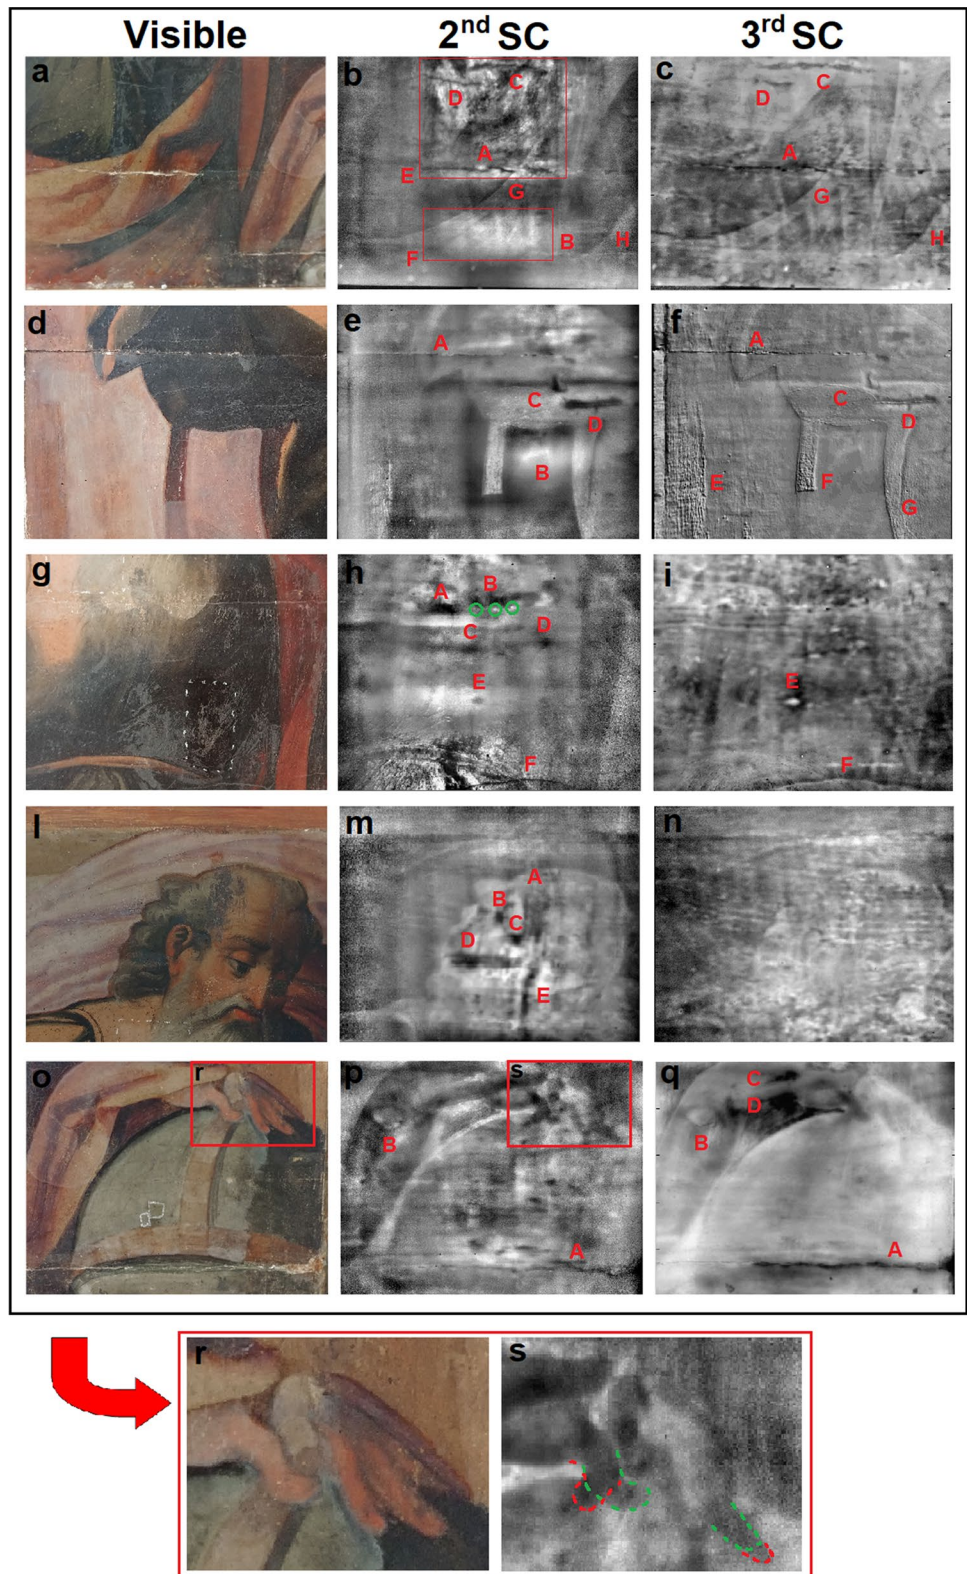 Visible 2nd SC 3rd SC
a b c
D C D C
A A
E
G G
F B H H
d e f
A A
C C
D D
B
E F G
g h i
A B
C D
E E
F F
l m n
A
B
C
D
E
o r p s q
C
D
B B
A A
r s